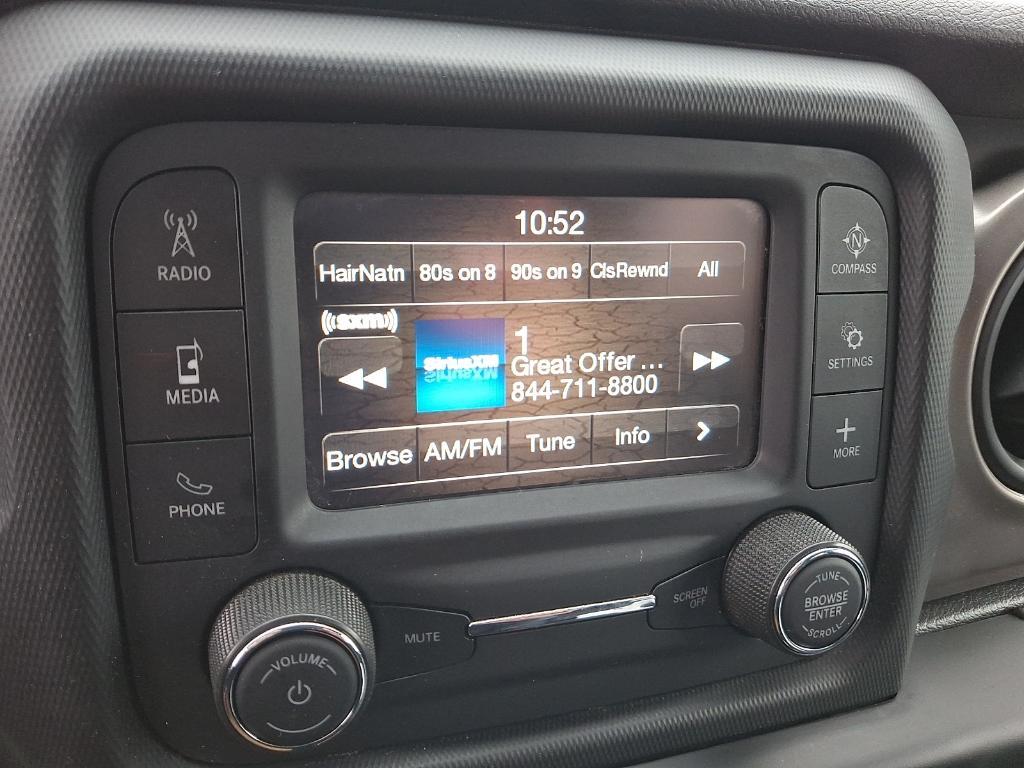 10:52
HairNatn 80s on 8 90s on 9 ClsRewnd All
((sxm))
SiriusXM
1
Great Offer ...
844-711-8800
Browse AM/FM Tune Info >
RADIO
MEDIA
PHONE
N
COMPASS
SETTINGS
+
MORE
VOLUME
MUTE
SCREEN
OFF
TUNE
BROWSE
ENTER
SCROLL